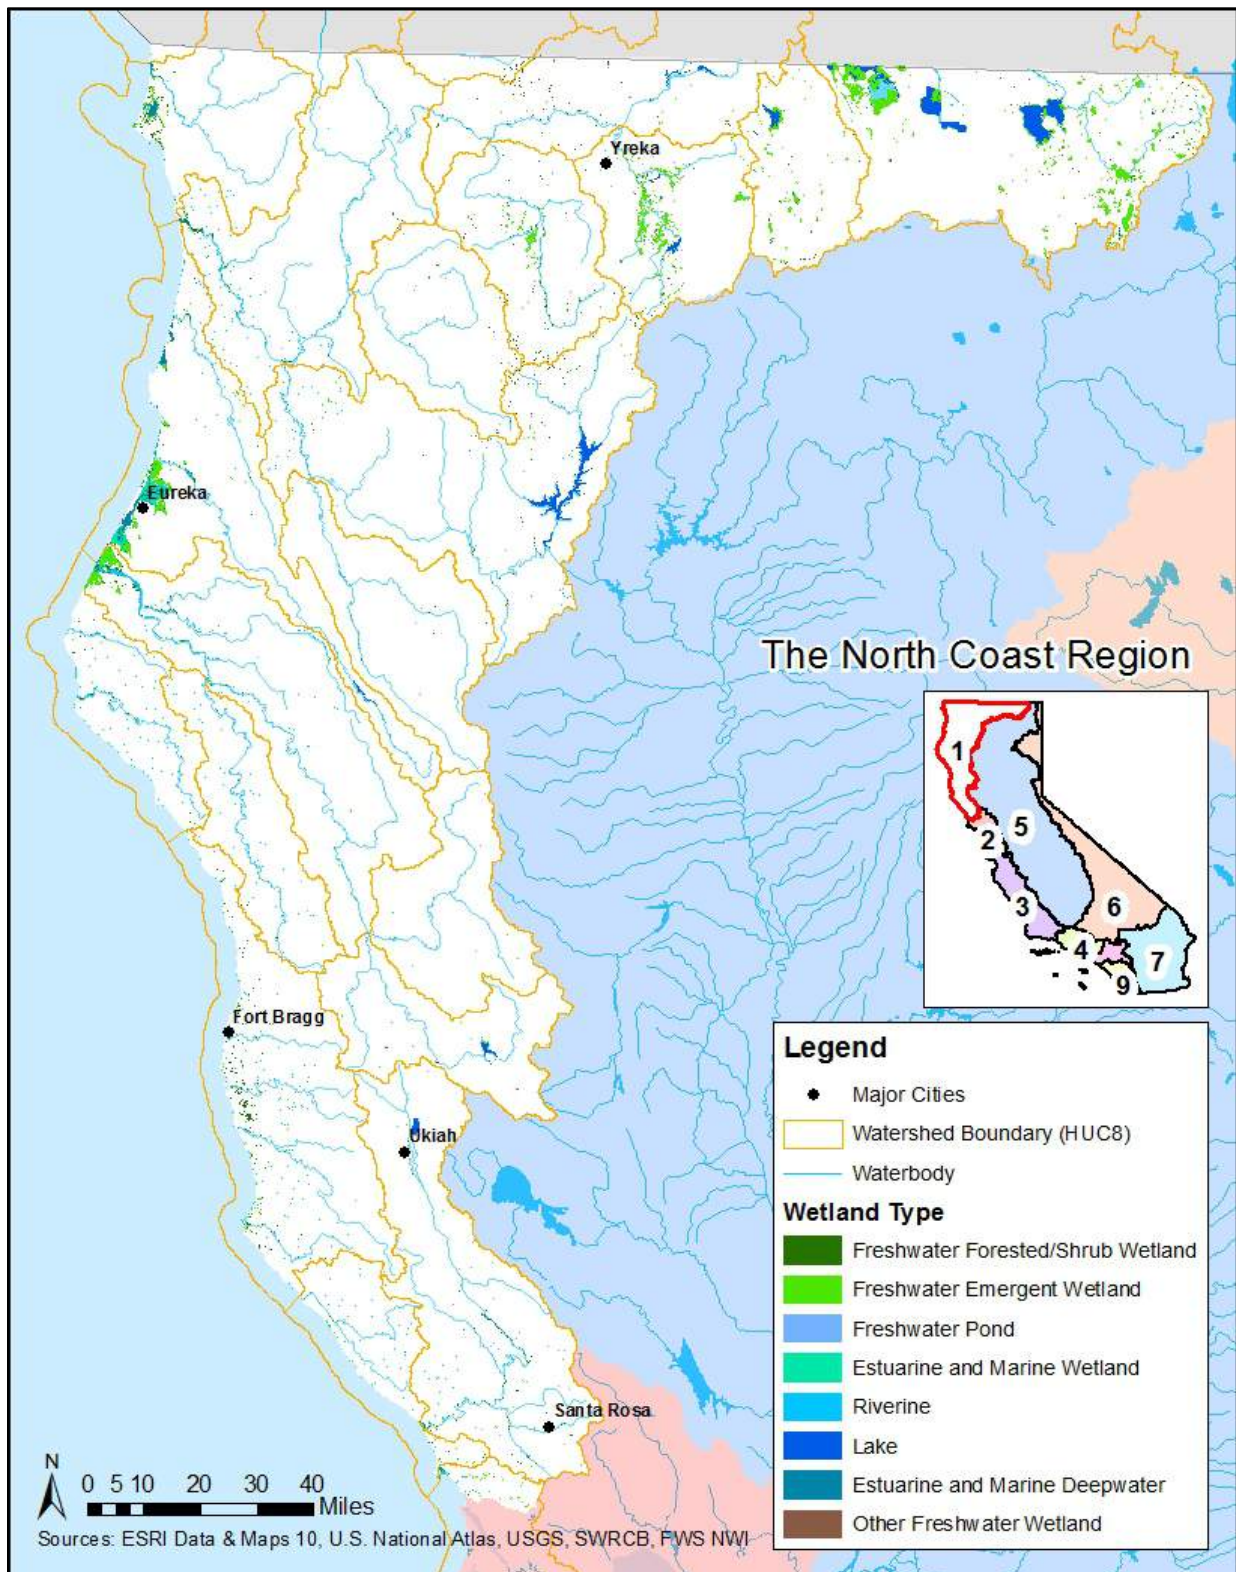 Yreka
Eureka
The North Coast Region
1
5
2
3
6
4
7
9
Fort Bragg
Ukiah
Santa Rosa
Legend
Major Cities
Watershed Boundary (HUC8)
Waterbody
Wetland Type
Freshwater Forested/Shrub Wetland
Freshwater Emergent Wetland
Freshwater Pond
Estuarine and Marine Wetland
Riverine
Lake
Estuarine and Marine Deepwater
Other Freshwater Wetland
N
0 5 10 20 30 40
Miles
Sources: ESRI Data & Maps 10, U.S. National Atlas, USGS, SWRCB, FWS NWI